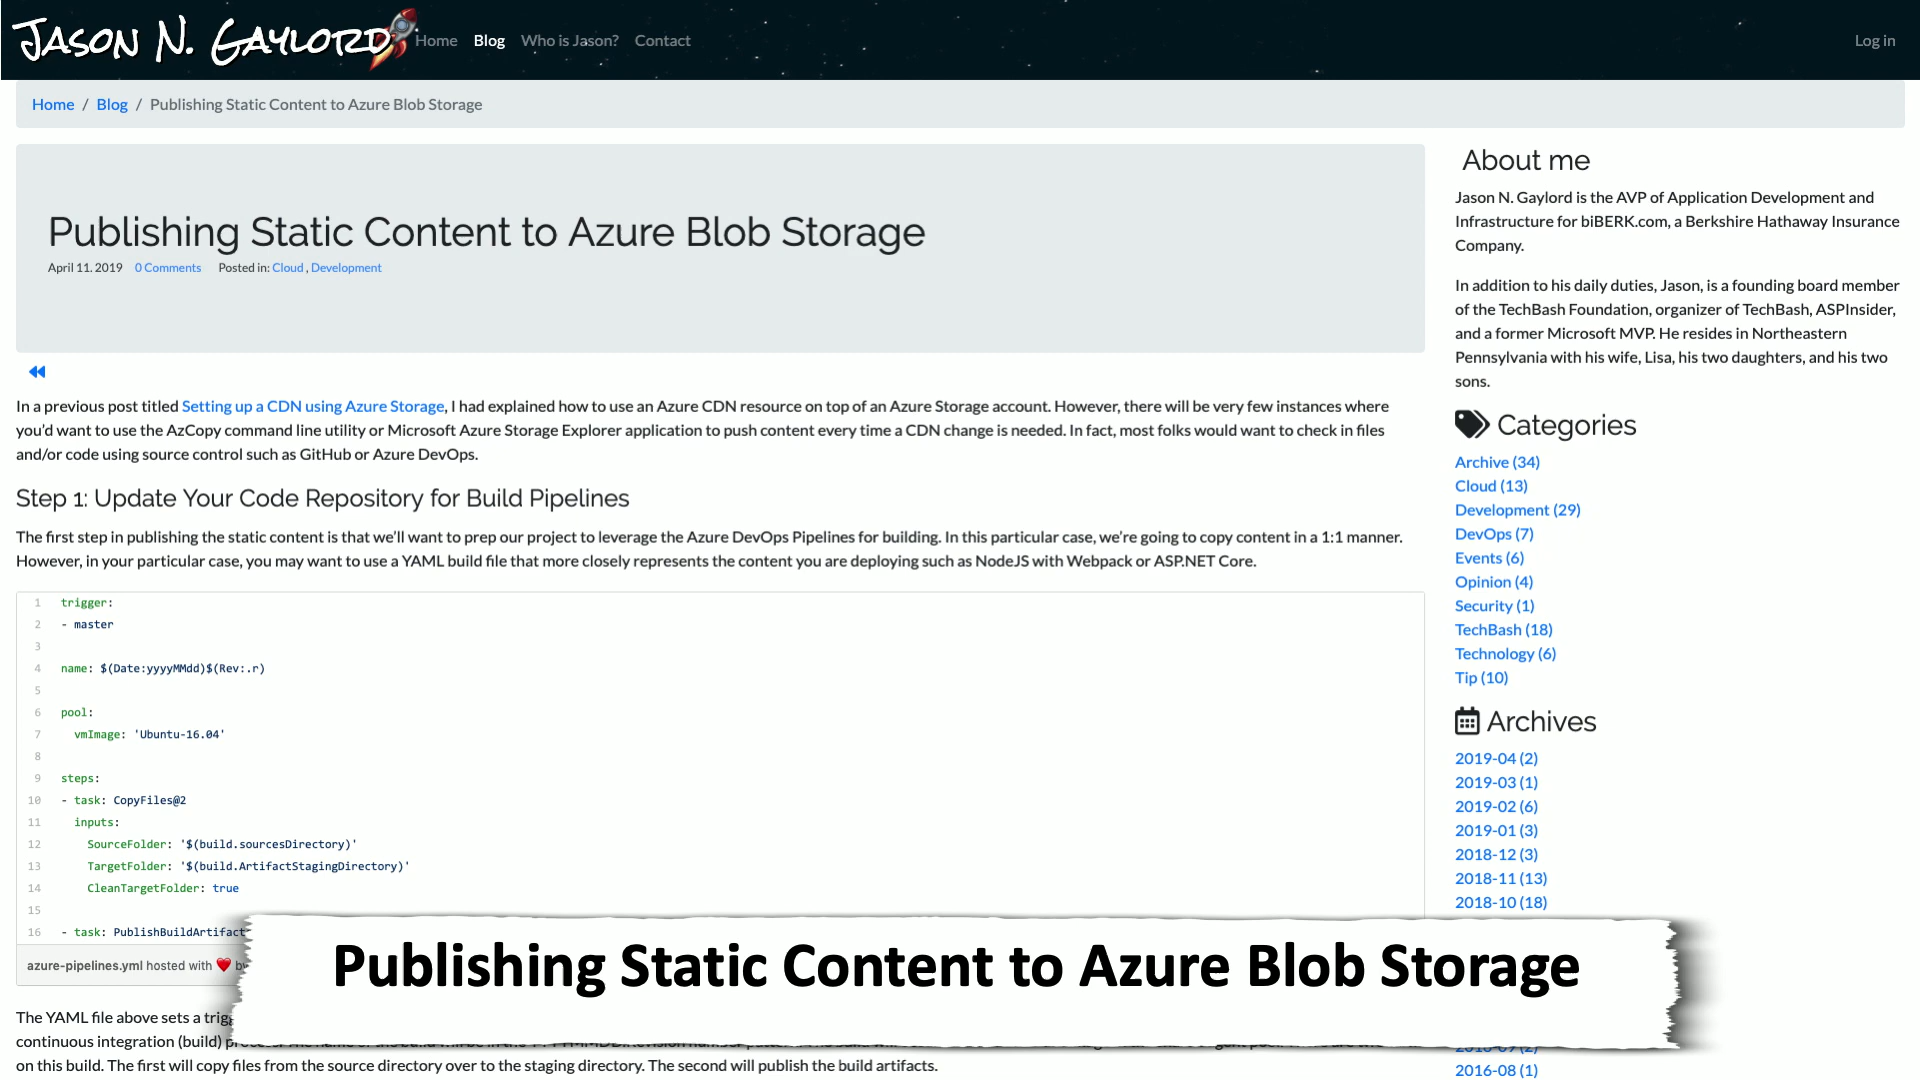 Jason N. Gaylord
Home Blog Who is Jason? Contact
Log in
Home / Blog / Publishing Static Content to Azure Blob Storage
Publishing Static Content to Azure Blob Storage
April 11. 2019 0 Comments Posted in: Cloud , Development
In a previous post titled Setting up a CDN using Azure Storage, I had explained how to use an Azure CDN resource on top of an Azure Storage account. However, there will be very few instances where
you'd want to use the AzCopy command line utility or Microsoft Azure Storage Explorer application to push content every time a CDN change is needed. In fact, most folks would want to check in files
and/or code using source control such as GitHub or Azure DevOps.
Step 1: Update Your Code Repository for Build Pipelines
The first step in publishing the static content is that we'll want to prep our project to leverage the Azure DevOps Pipelines for building. In this particular case, we're going to copy content in a 1:1 manner.
However, in your particular case, you may want to use a YAML build file that more closely represents the content you are deploying such as NodeJS with Webpack or ASP.NET Core.
1 trigger:
2 - master
3
4 name: $(Date:yyyyMMdd)$(Rev:.r)
5
6 pool:
7 vmImage: 'Ubuntu-16.04'
8
9 steps:
10 - task: CopyFiles@2
11 inputs:
12 SourceFolder: '$(build.sourcesDirectory)'
13 TargetFolder: '$(build.ArtifactStagingDirectory)'
14 CleanTargetFolder: true
15
16 - task: PublishBuildArtifact
azure-pipelines.yml hosted with ❤ by
The YAML file above sets a trig
continuous integration (build)
on this build. The first will copy files from the source directory over to the staging directory. The second will publish the build artifacts.
About me
Jason N. Gaylord is the AVP of Application Development and
Infrastructure for biBERK.com, a Berkshire Hathaway Insurance
Company.
In addition to his daily duties, Jason, is a founding board member
of the TechBash Foundation, organizer of TechBash, ASPInsider,
and a former Microsoft MVP. He resides in Northeastern
Pennsylvania with his wife, Lisa, his two daughters, and his two
sons.
Categories
Archive (34)
Cloud (13)
Development (29)
DevOps (7)
Events (6)
Opinion (4)
Security (1)
TechBash (18)
Technology (6)
Tip (10)
Archives
2019-04 (2)
2019-03 (1)
2019-02 (6)
2019-01 (3)
2018-12 (3)
2018-11 (13)
2018-10 (18)
2016-08 (1)
Publishing Static Content to Azure Blob Storage